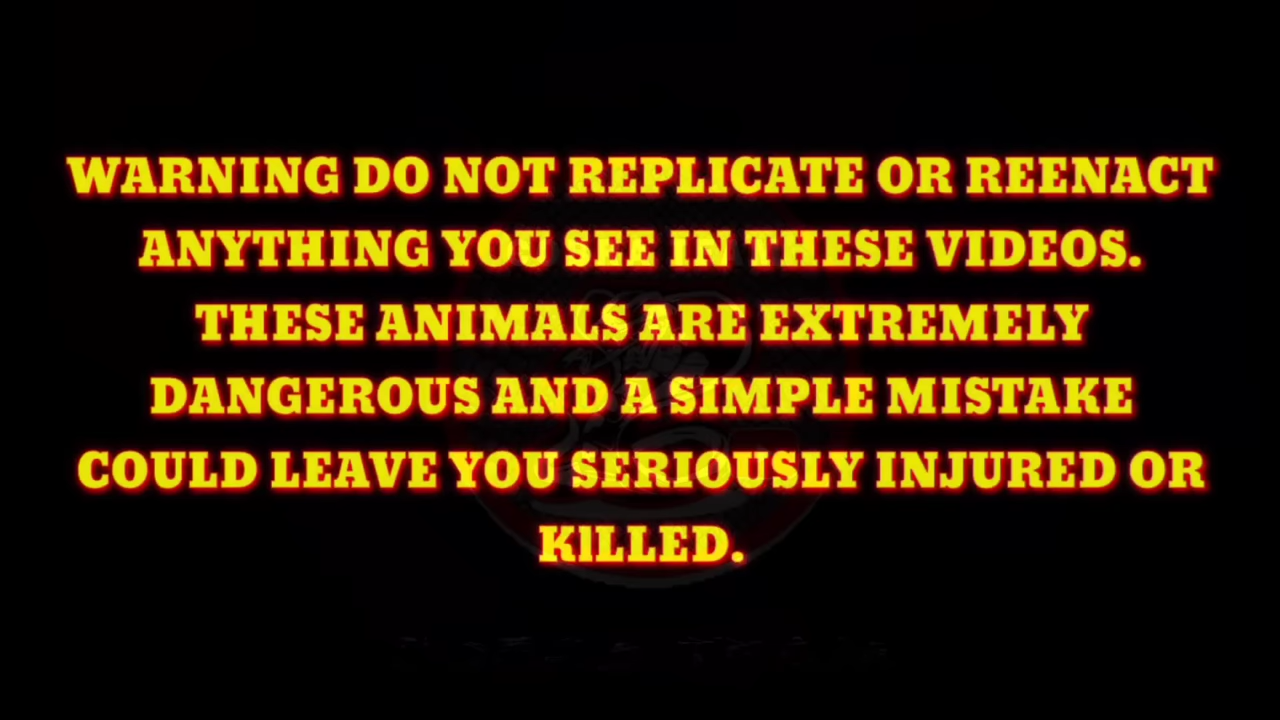 WARNING DO NOT REPLICATE OR REENACT
ANYTHING YOU SEE IN THESE VIDEOS.
THESE ANIMALS ARE EXTREMELY
DANGEROUS AND A SIMPLE MISTAKE
COULD LEAVE YOU SERIOUSLY INJURED OR
KILLED.